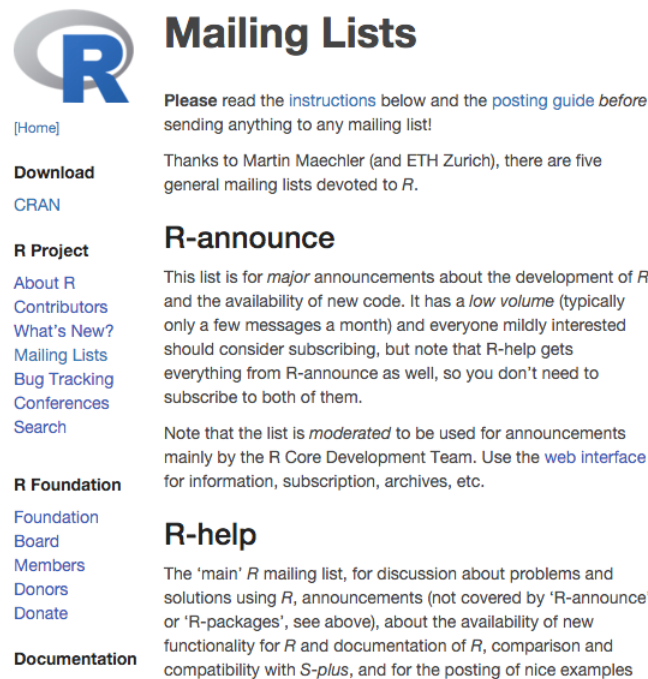 R
[Home]
Download
CRAN
R Project
About R
Contributors
What's New?
Mailing Lists
Bug Tracking
Conferences
Search
R Foundation
Foundation
Board
Members
Donors
Donate
Documentation
Mailing Lists
Please read the instructions below and the posting guide before
sending anything to any mailing list!
Thanks to Martin Maechler (and ETH Zurich), there are five
general mailing lists devoted to R.
R-announce
This list is for major announcements about the development of R
and the availability of new code. It has a low volume (typically
only a few messages a month) and everyone mildly interested
should consider subscribing, but note that R-help gets
everything from R-announce as well, so you don't need to
subscribe to both of them.
Note that the list is moderated to be used for announcements
mainly by the R Core Development Team. Use the web interface
for information, subscription, archives, etc.
R-help
The ‘main’ R mailing list, for discussion about problems and
solutions using R, announcements (not covered by ‘R-announce’
or ‘R-packages’, see above), about the availability of new
functionality for R and documentation of R, comparison and
compatibility with S-plus, and for the posting of nice examples